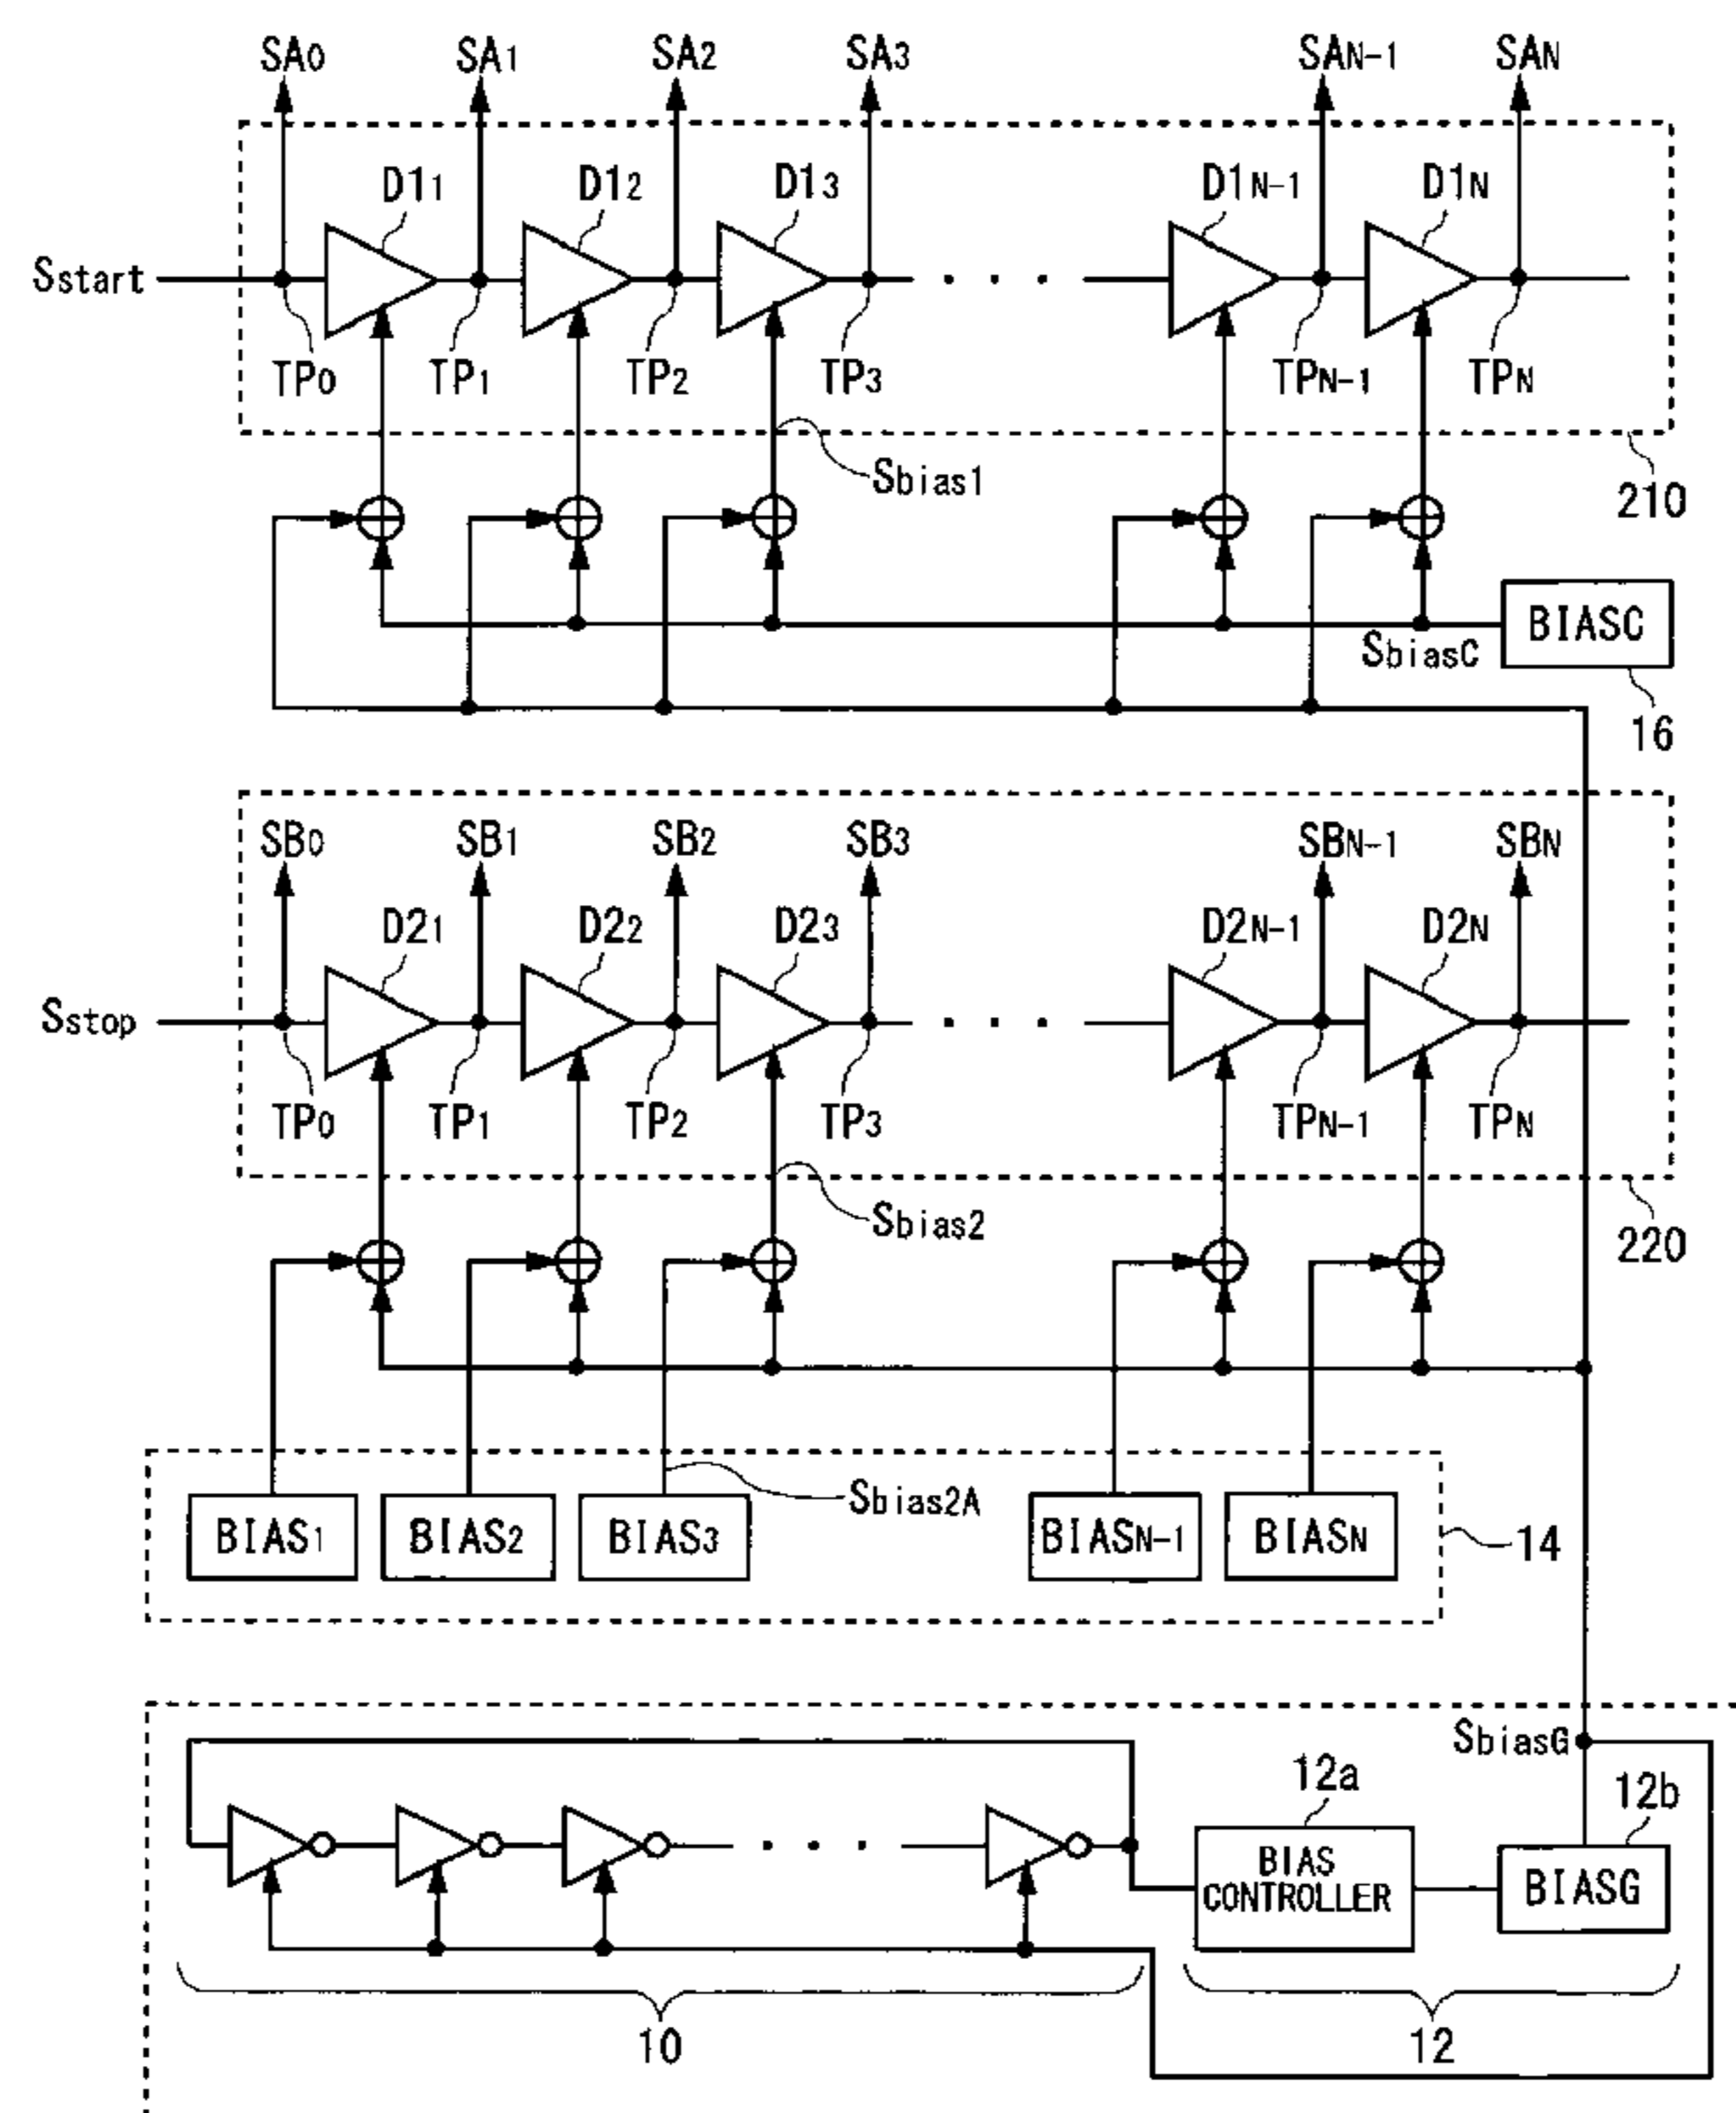 SA0 SA1 SA2 SA3 SAN-1 SAN
D11 D12 D13 D1N-1 D1N
Sstart
TP0 TP1 TP2 TP3 TPN-1 TPN
Sbias1
210
BIASC
SbiasC
16
SB0 SB1 SB2 SB3 SBN-1 SBN
D21 D22 D23 D2N-1 D2N
Sstop
TP0 TP1 TP2 TP3 TPN-1 TPN
Sbias2
220
Sbias2A
BIAS1 BIAS2 BIAS3 BIASN-1 BIASN
14
SbiasG
12a
12b
BIAS
CONTROLLER
BIASG
10
12